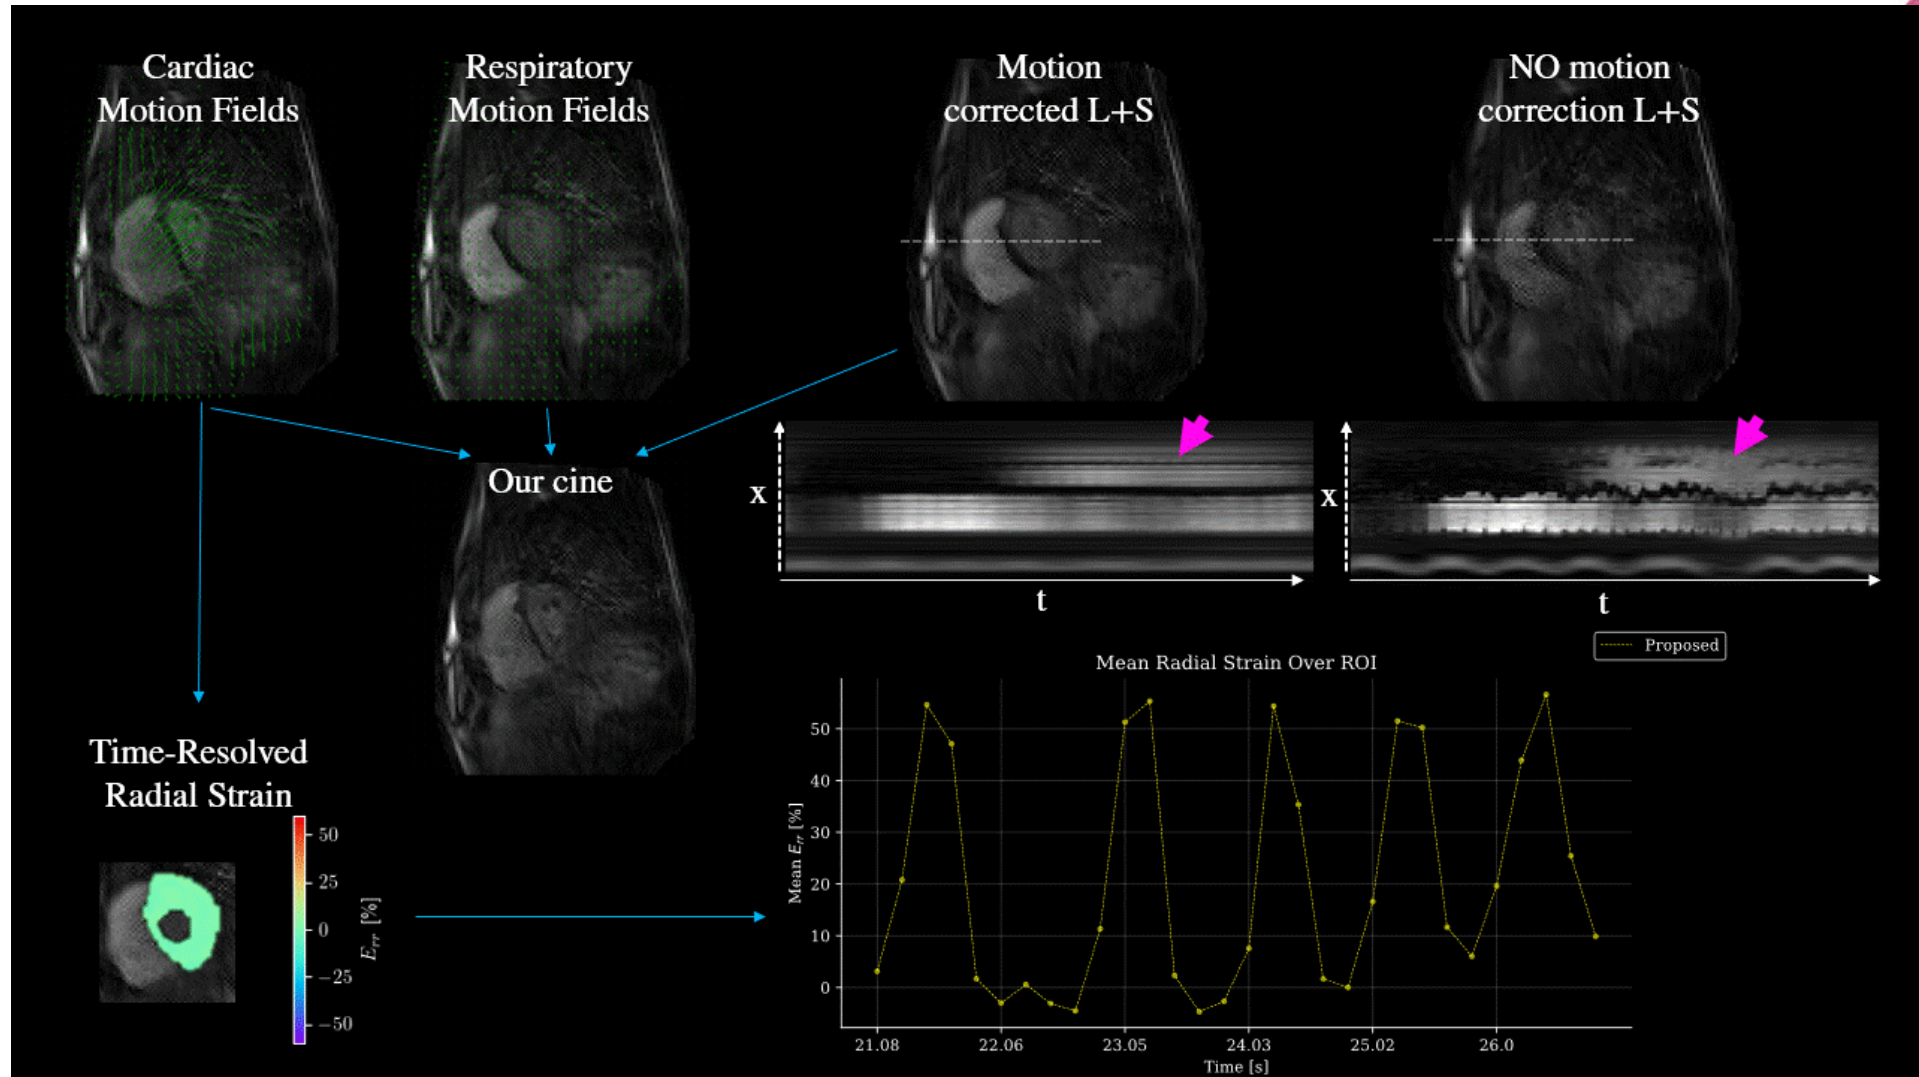 Cardiac
Motion Fields
Respiratory
Motion Fields
Motion
corrected L+S
NO motion
correction L+S
Our cine
x
t
x
t
Time-Resolved
Radial Strain
50
25
0
−25
−50
E_rr [%]
Proposed
Mean Radial Strain Over ROI
Mean E_rr [%]
50
40
30
20
10
0
21.08 22.06 23.05 24.03 25.02 26.0
Time [s]